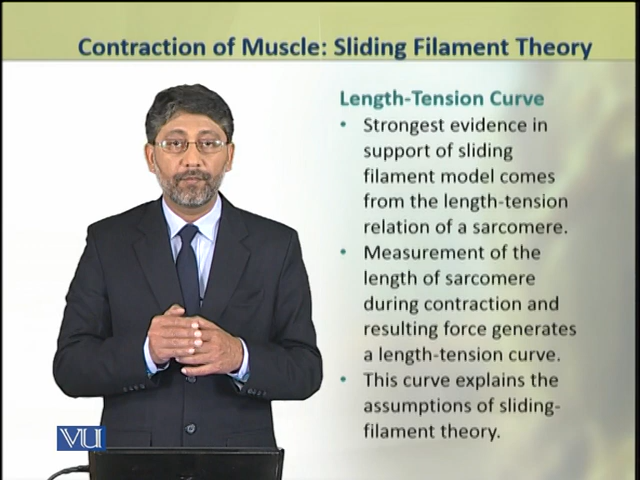 Contraction of Muscle: Sliding Filament Theory
Length-Tension Curve
• Strongest evidence in
support of sliding
filament model comes
from the length-tension
relation of a sarcomere.
• Measurement of the
length of sarcomere
during contraction and
resulting force generates
a length-tension curve.
• This curve explains the
assumptions of sliding-
filament theory.
VU